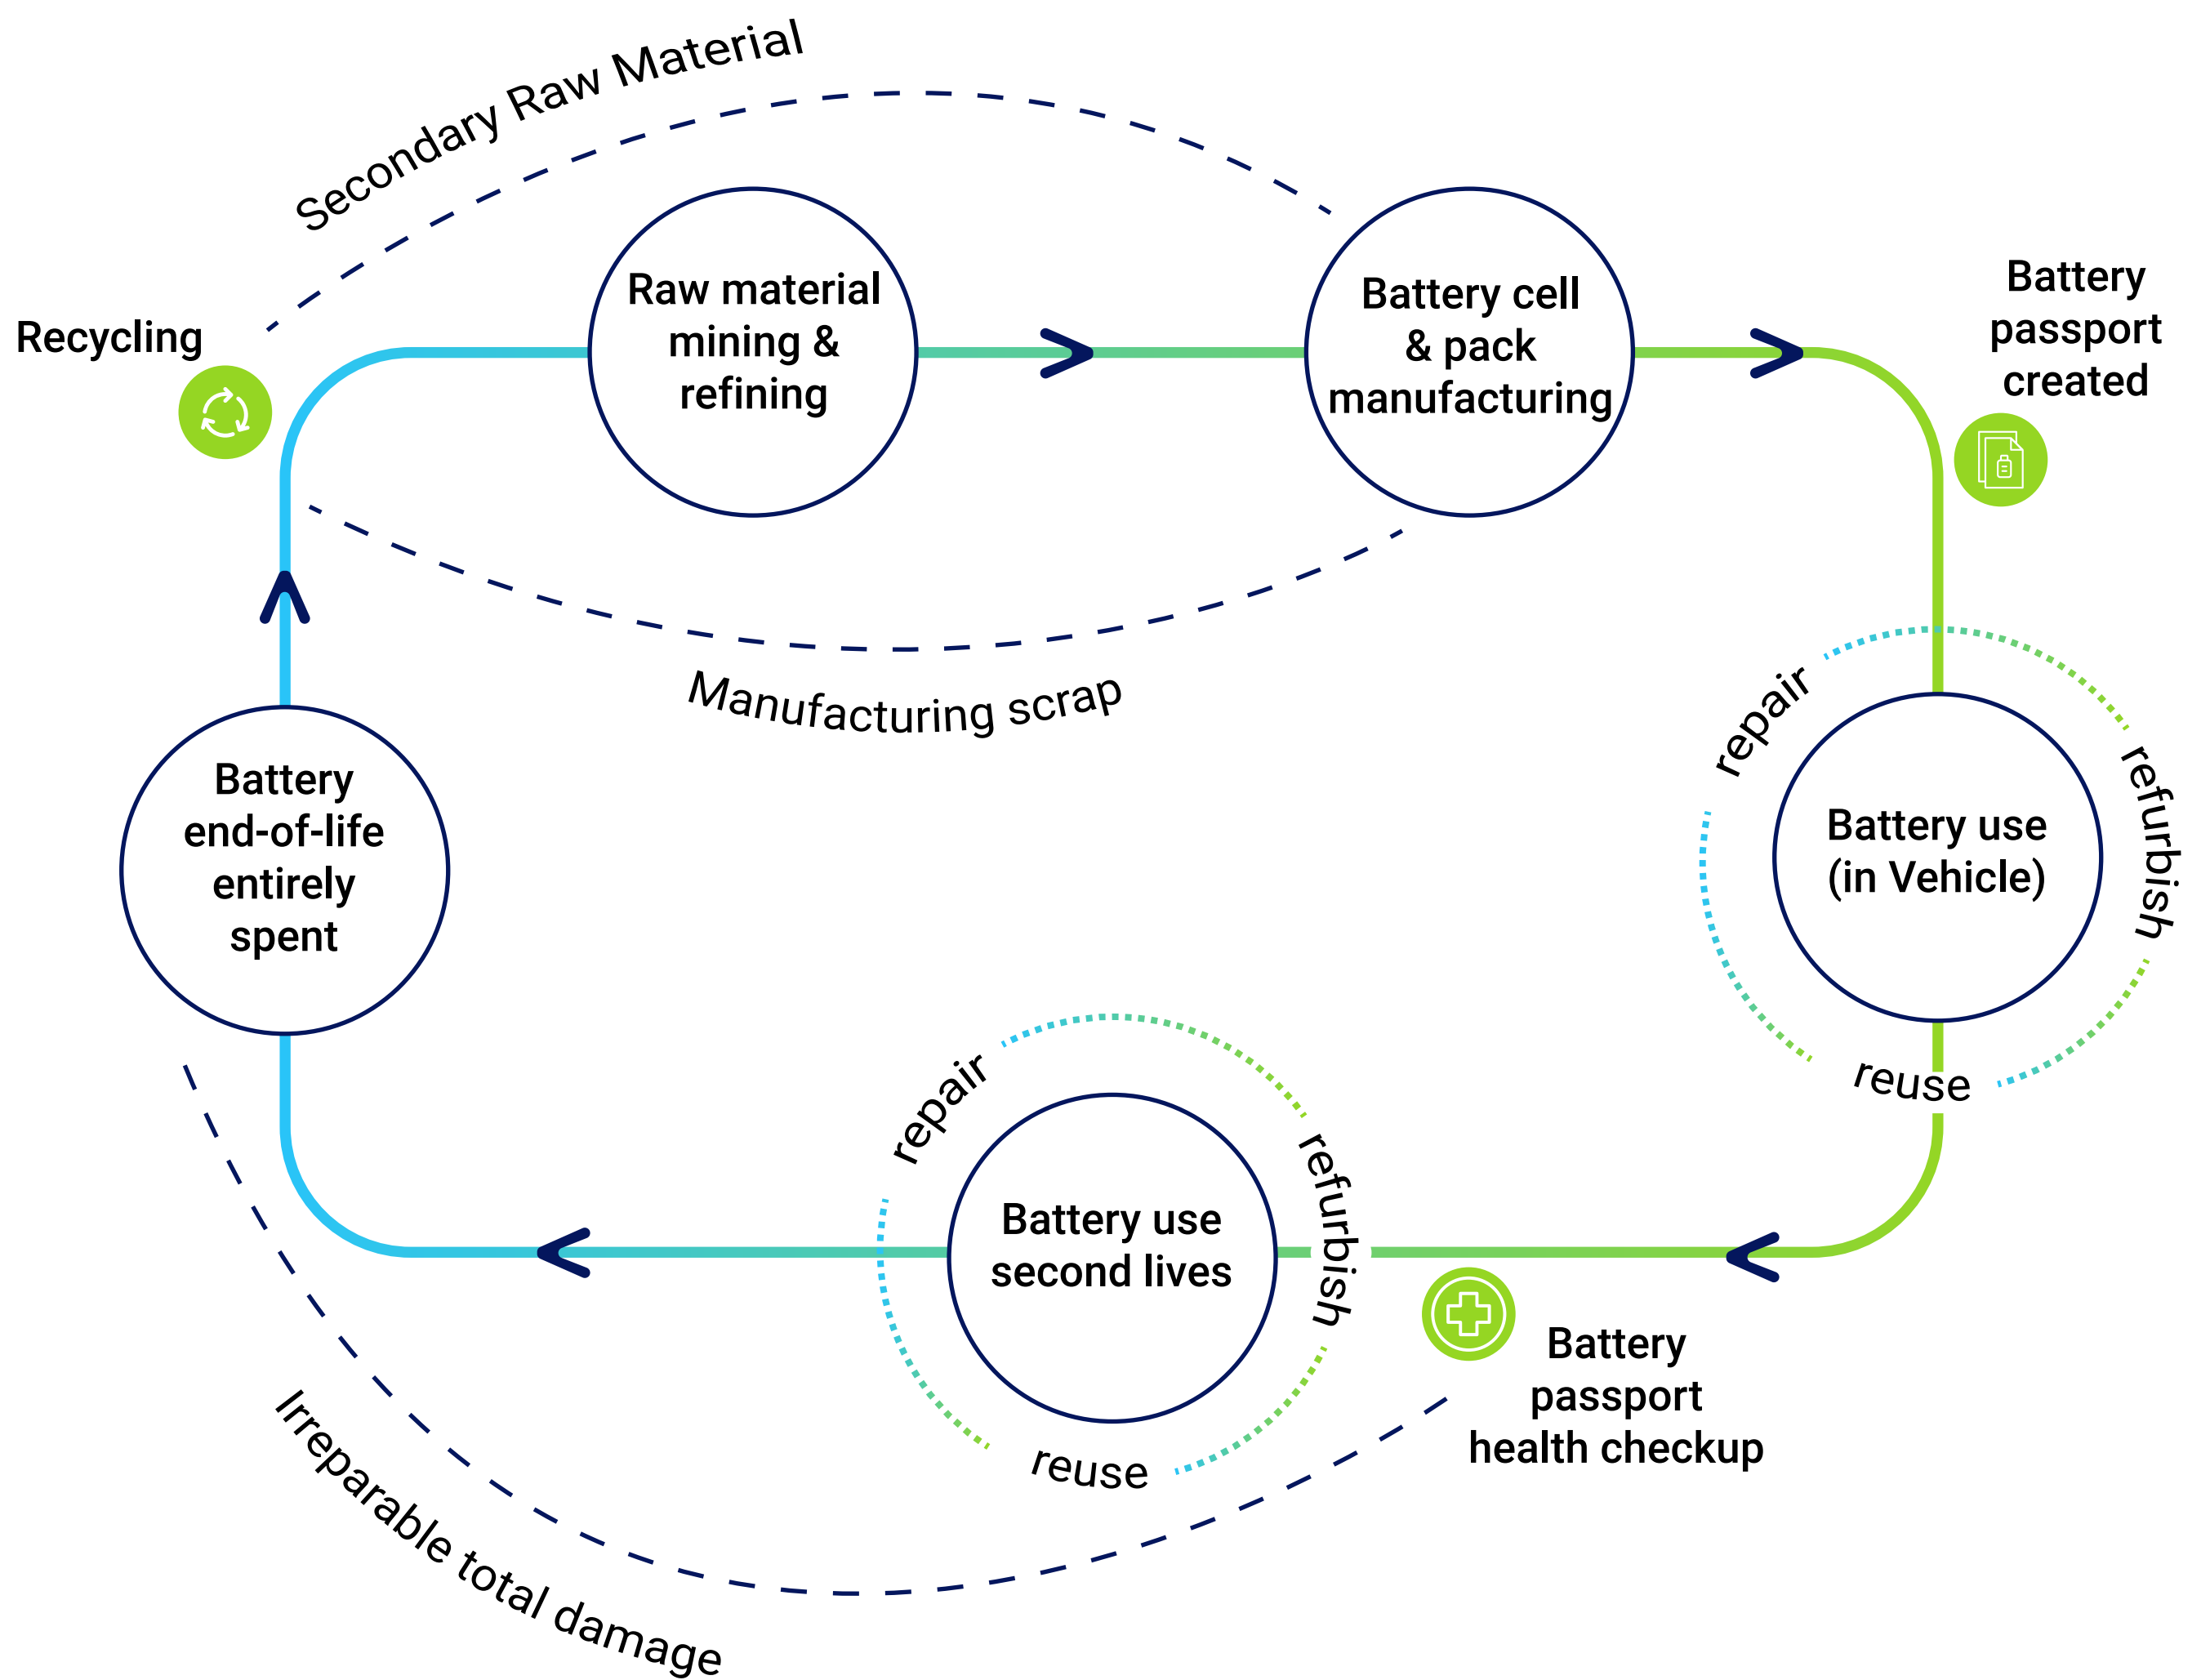 Secondary Raw Material
Recycling
Raw material
mining &
refining
Battery cell
& pack
manufacturing
Battery
passport
created
Manufacturing scrap
repair
refurbish
reuse
Battery use
(in Vehicle)
Battery
end-of-life
entirely
spent
repair
refurbish
reuse
Battery use
second lives
Battery
passport
health checkup
Irreparable total damage